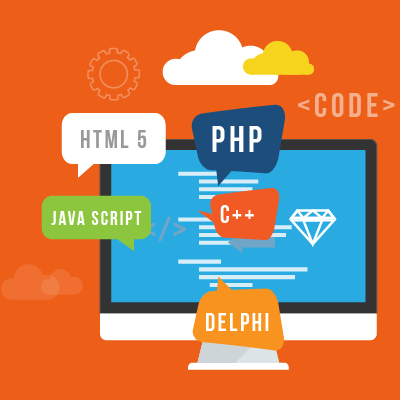 <CODE>
HTML 5
PHP
JAVA SCRIPT
C++
</>
DELPHI